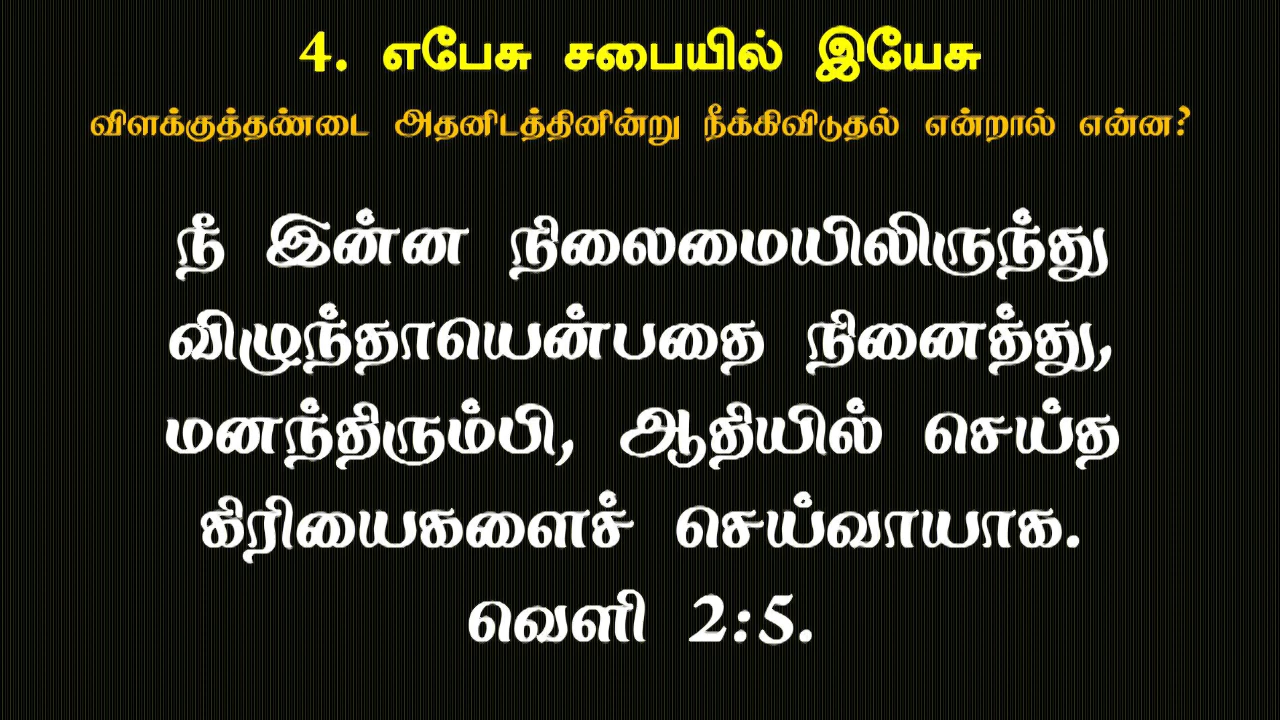 4. எபேசு சபையில் இயேசு
விளக்குத்தண்டை அதனிடத்தினின்று நீக்கிவிடுதல் என்றால் என்ன?
நீ இன்ன நிலைமையிலிருந்து
விழுந்தாயென்பதை நினைத்து,
மனந்திரும்பி, ஆதியில் செய்த
கிரியைகளைச் செய்வாயாக.
வெளி 2:5.